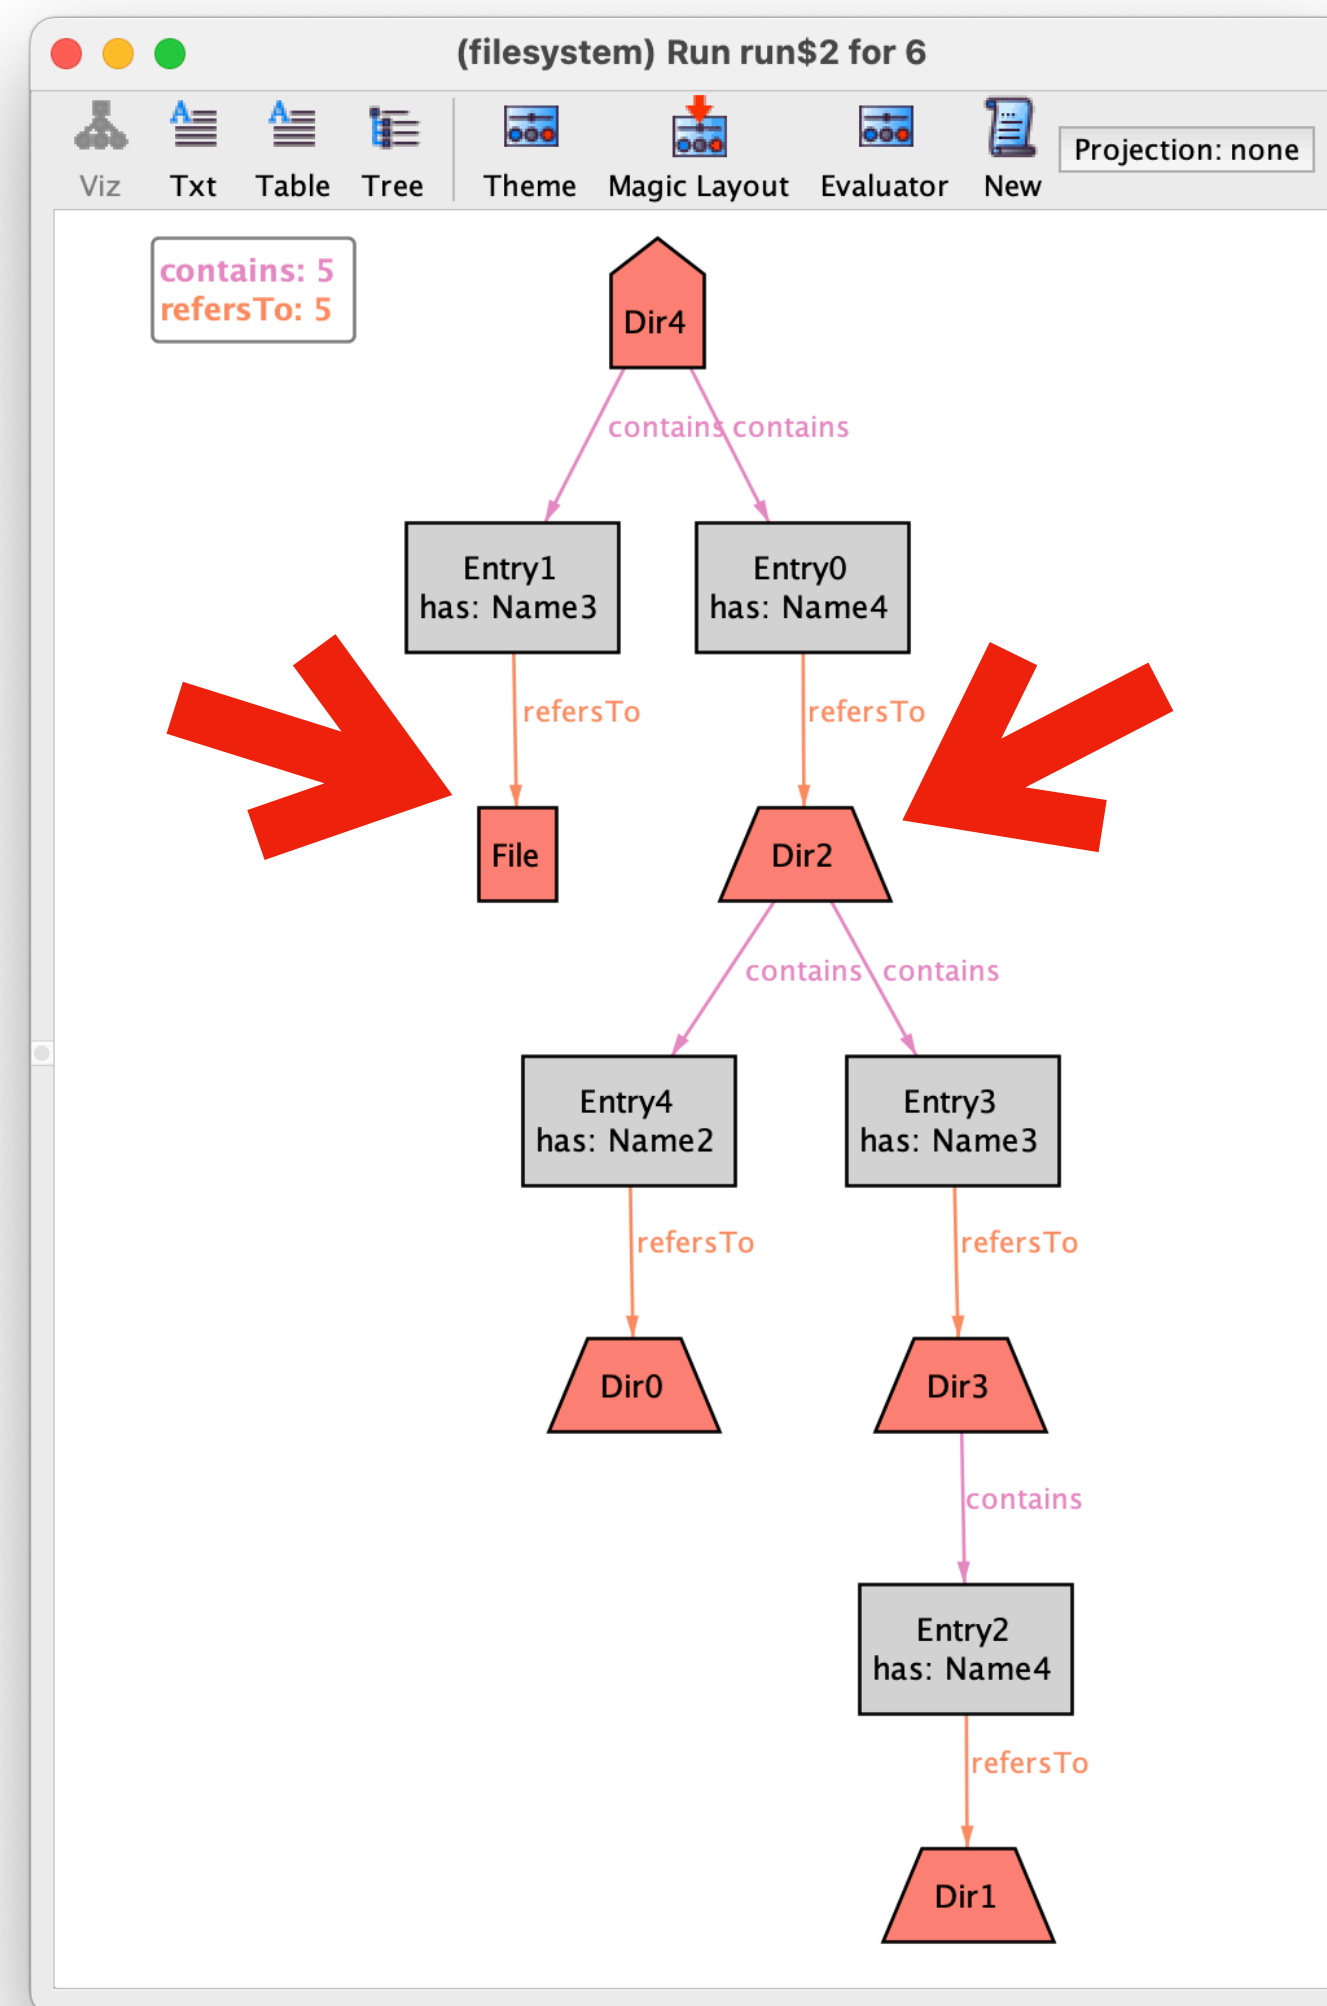 (filesystem) Run run$2 for 6
Viz Txt Table Tree Theme Magic Layout Evaluator New Projection: none
contains: 5
refersTo: 5
Dir4
contains contains
Entry1
has: Name3
Entry0
has: Name4
refersTo refersTo
File Dir2
contains contains
Entry4
has: Name2
Entry3
has: Name3
refersTo refersTo
Dir0 Dir3
contains
Entry2
has: Name4
refersTo
Dir1